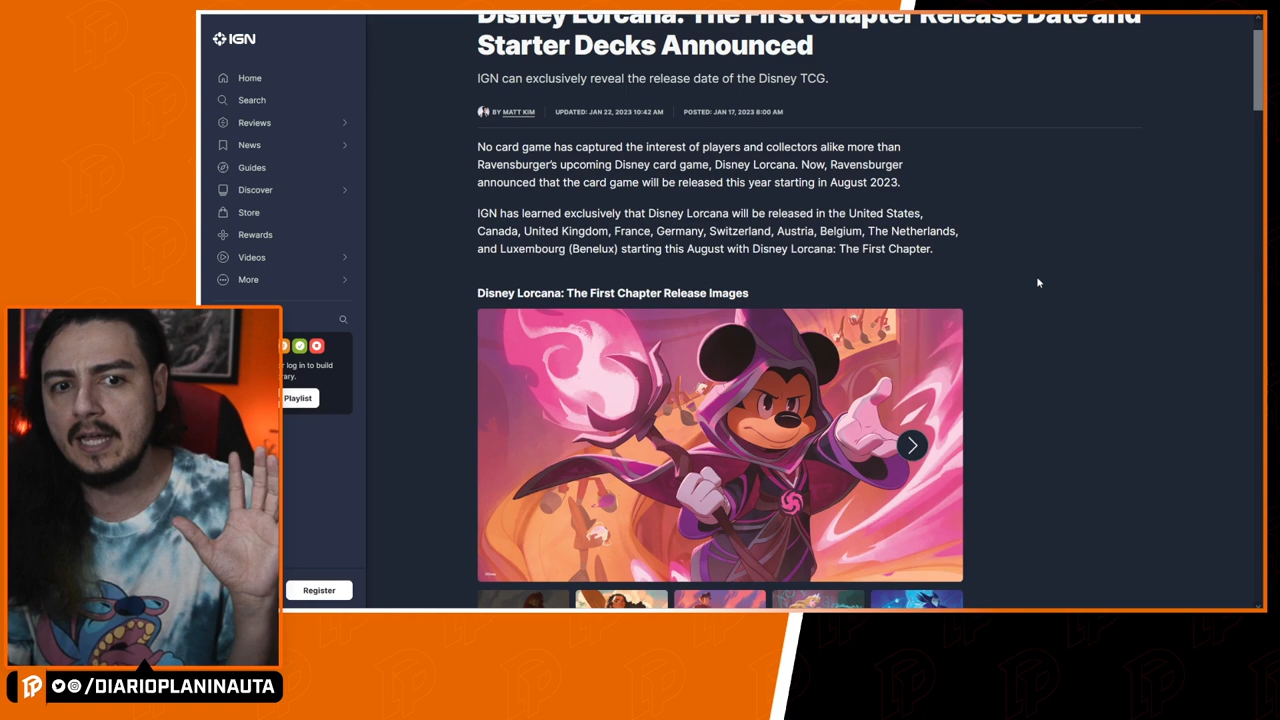 Disney Lorcana: The First Chapter Release Date and
Starter Decks Announced
IGN can exclusively reveal the release date of the Disney TCG.
BY MATT KIM
UPDATED: JAN 22, 2023 10:42 AM
POSTED: JAN 17, 2023 8:00 AM
No card game has captured the interest of players and collectors alike more than
Ravensburger's upcoming Disney card game, Disney Lorcana. Now, Ravensburger
announced that the card game will be released this year starting in August 2023.
IGN has learned exclusively that Disney Lorcana will be released in the United States,
Canada, United Kingdom, France, Germany, Switzerland, Austria, Belgium, The Netherlands,
and Luxembourg (Benelux) starting this August with Disney Lorcana: The First Chapter.
Disney Lorcana: The First Chapter Release Images
IGN
Home
Search
Reviews
News
Guides
Discover
Store
Rewards
Videos
More
log in to build
Playlist
Register
/DIARIOPLANINAUTA